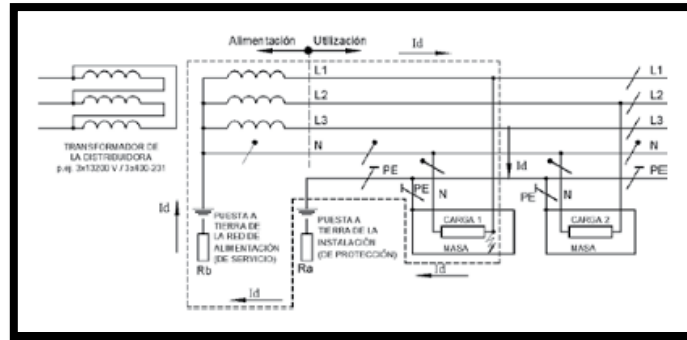 Alimentación Utilización
Id
L1 L1
L2 L2
L3 L3
N N
PE PE
Id
TRANSFORMADOR DE
LA DISTRIBUIDORA
p.ej. 3x13200 V / 3x400-231
Id
PE N PE N
PUESTA A
TIERRA DE
LA RED DE
ALIMENTACIÓN
(DE SERVICIO)
Rb
PUESTA A
TIERRA DE LA
INSTALACIÓN
(DE PROTECCIÓN)
Ra
CARGA 1
MASA
CARGA 2
MASA
Id
Id